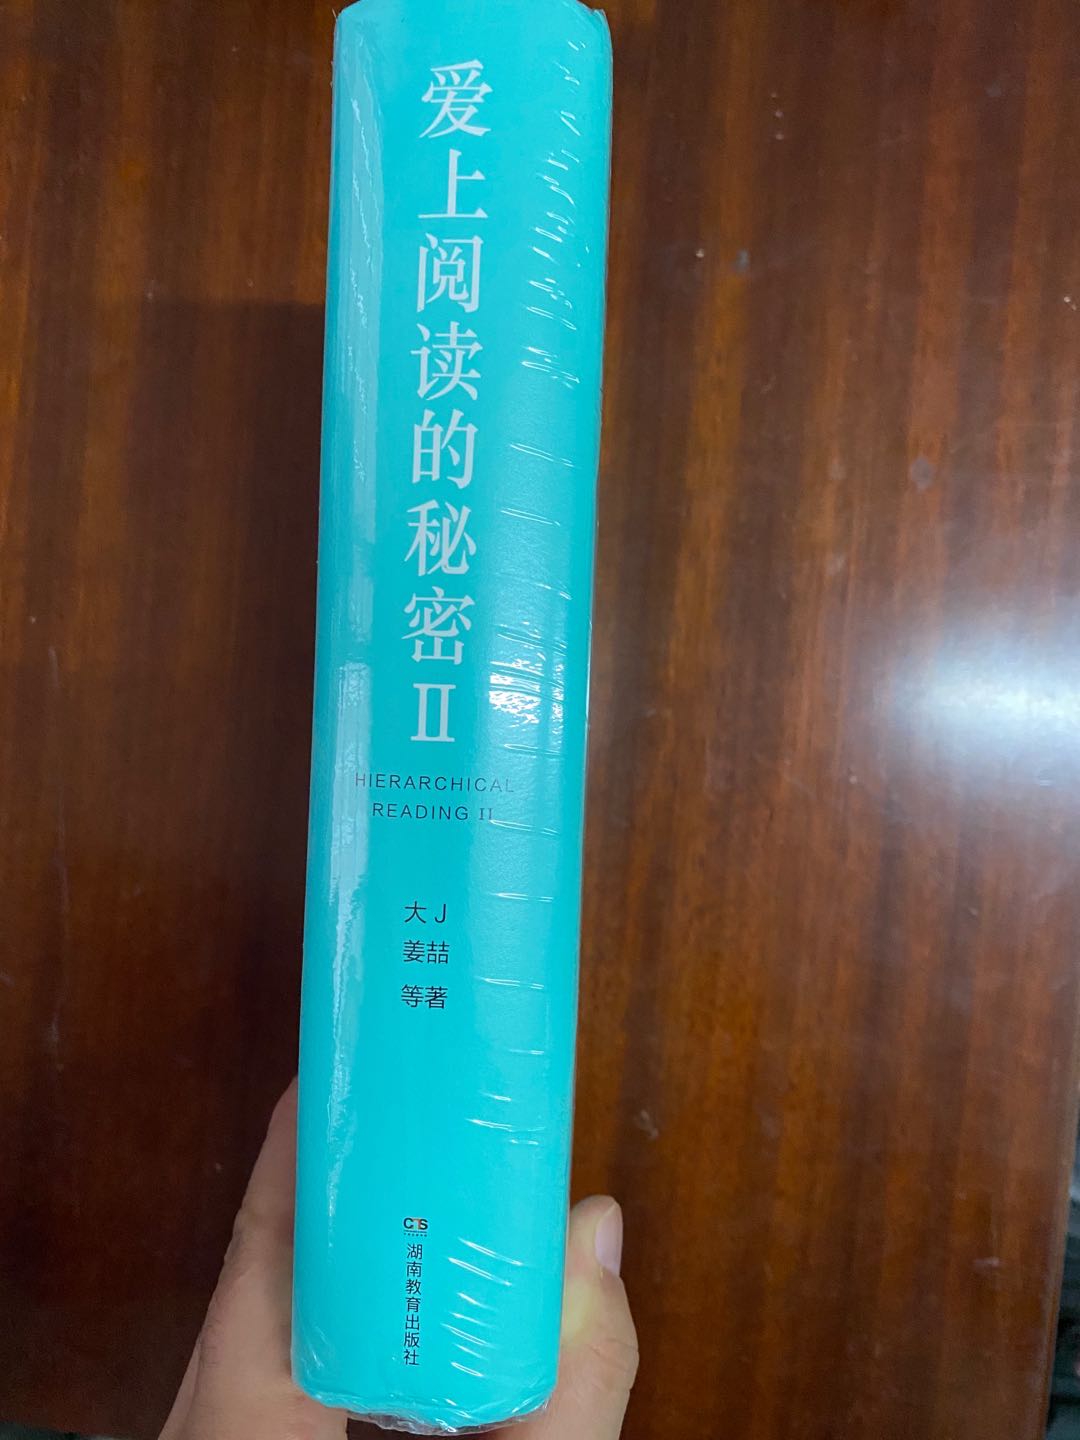 爱上阅读的秘密II
HIERARCHICAL
READING II
大J
姜喆
等著
湖南教育出版社